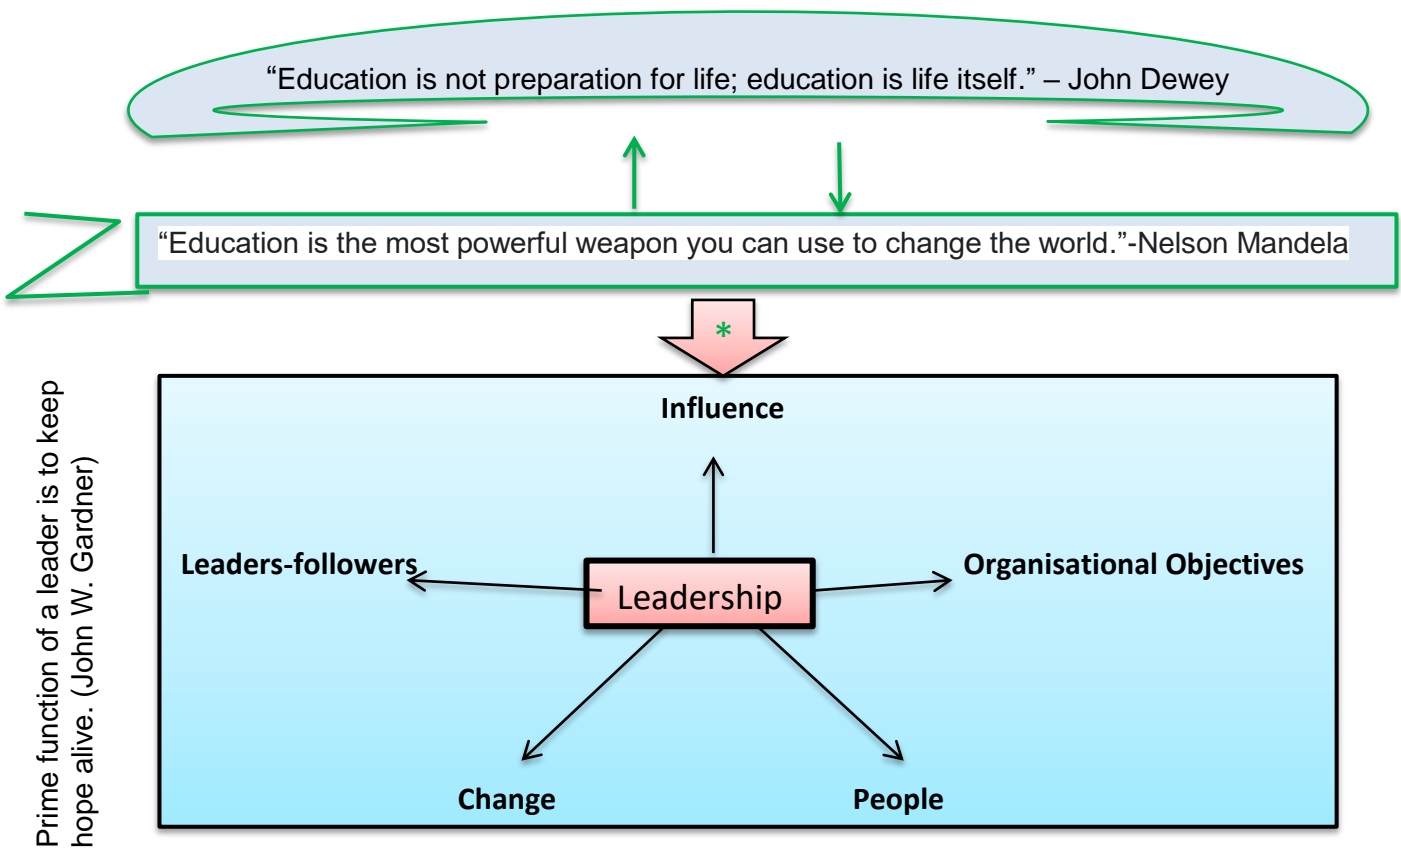 “Education is not preparation for life; education is life itself.” – John Dewey
“Education is the most powerful weapon you can use to change the world.”-Nelson Mandela
*
Prime function of a leader is to keep
hope alive. (John W. Gardner)
Influence
Leaders-followers
Organisational Objectives
Leadership
Change
People